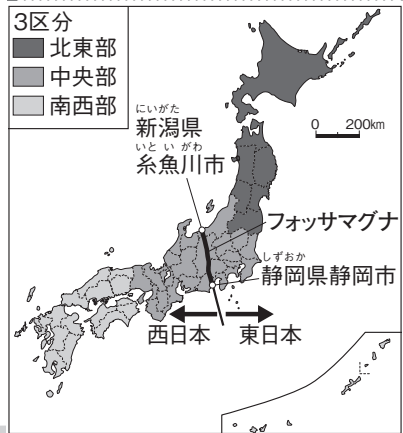 3区分
北東部
中央部
南西部
0 200km
にいがた
新潟県
いといがわ
糸魚川市
フォッサマグナ
しずおか
静岡県静岡市
西日本 東日本